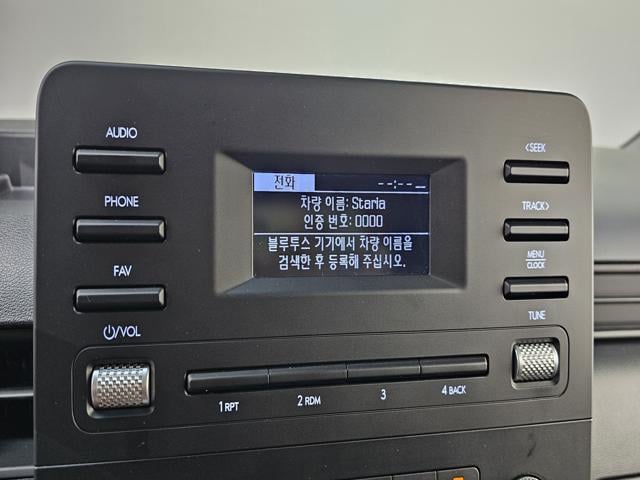 AUDIO
PHONE
FAV
⏻/VOL
전화 --:-- _
차량 이름: Staria
인증 번호: 0000
블루투스 기기에서 차량 이름을
검색한 후 등록해 주십시오.
<SEEK
TRACK>
MENU
CLOCK
TUNE
1 RPT
2 RDM
3
4 BACK